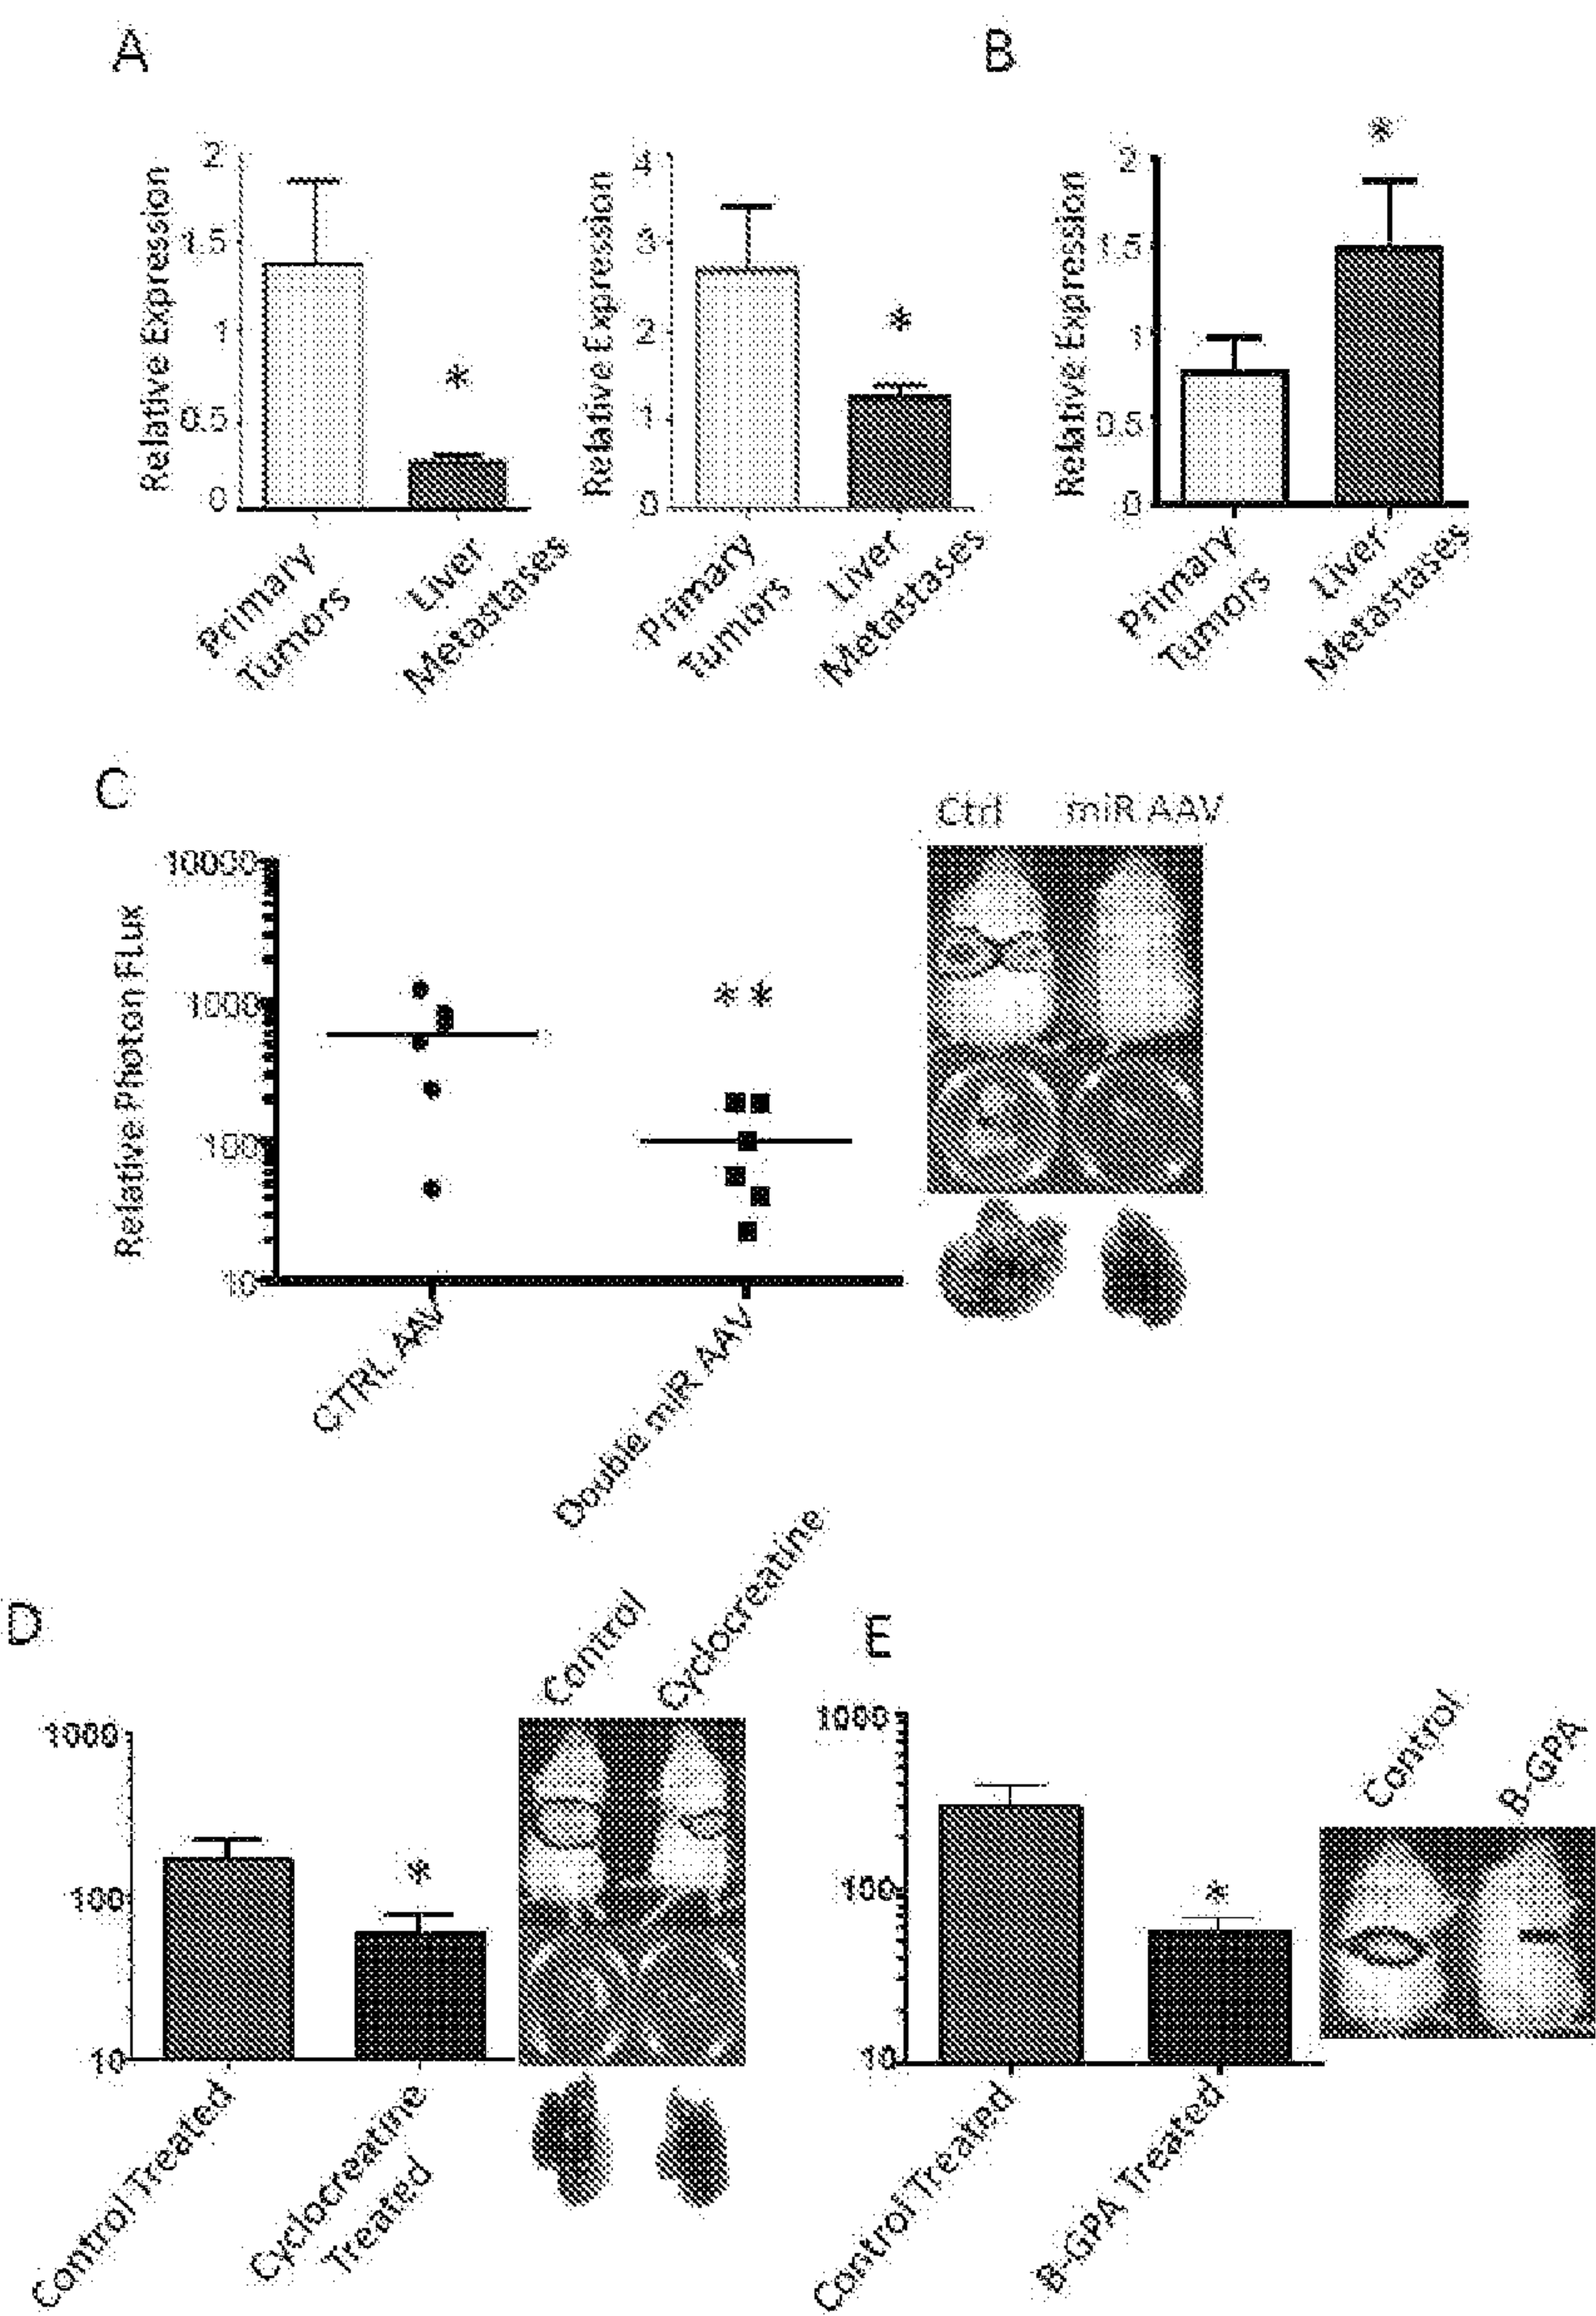 A
B
Relative Expression
2
1.5
1
0.5
0
*
Primary
Tumors
Liver
Metastases
Relative Expression
4
3
2
1
0
*
Primary
Tumors
Liver
Metastases
Relative Expression
2
1.5
1
0.5
0
*
Primary
Tumors
Liver
Metastases
C
Relative Photon FLux
10000
1000
100
10
**
CTRL AAV
Double miR AAV
Ctrl
miR AAV
D
1000
100
10
*
Control Treated
Cyclocreatine
Treated
Control
Cyclocreatine
E
1000
100
10
*
Control Treated
B-GPA Treated
Control
B-GPA